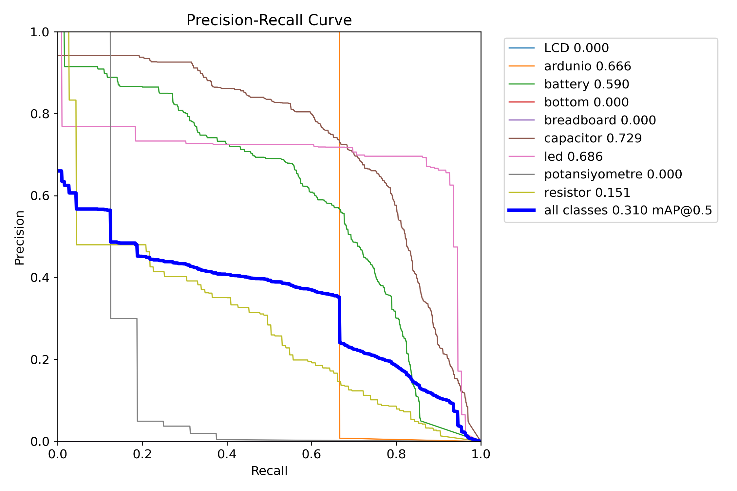 Precision-Recall Curve
1.0
0.8
0.6
0.4
0.2
0.0
Precision
0.0 0.2 0.4 0.6 0.8 1.0
Recall
LCD 0.000
ardunio 0.666
battery 0.590
bottom 0.000
breadboard 0.000
capacitor 0.729
led 0.686
potansiyometre 0.000
resistor 0.151
all classes 0.310 mAP@0.5